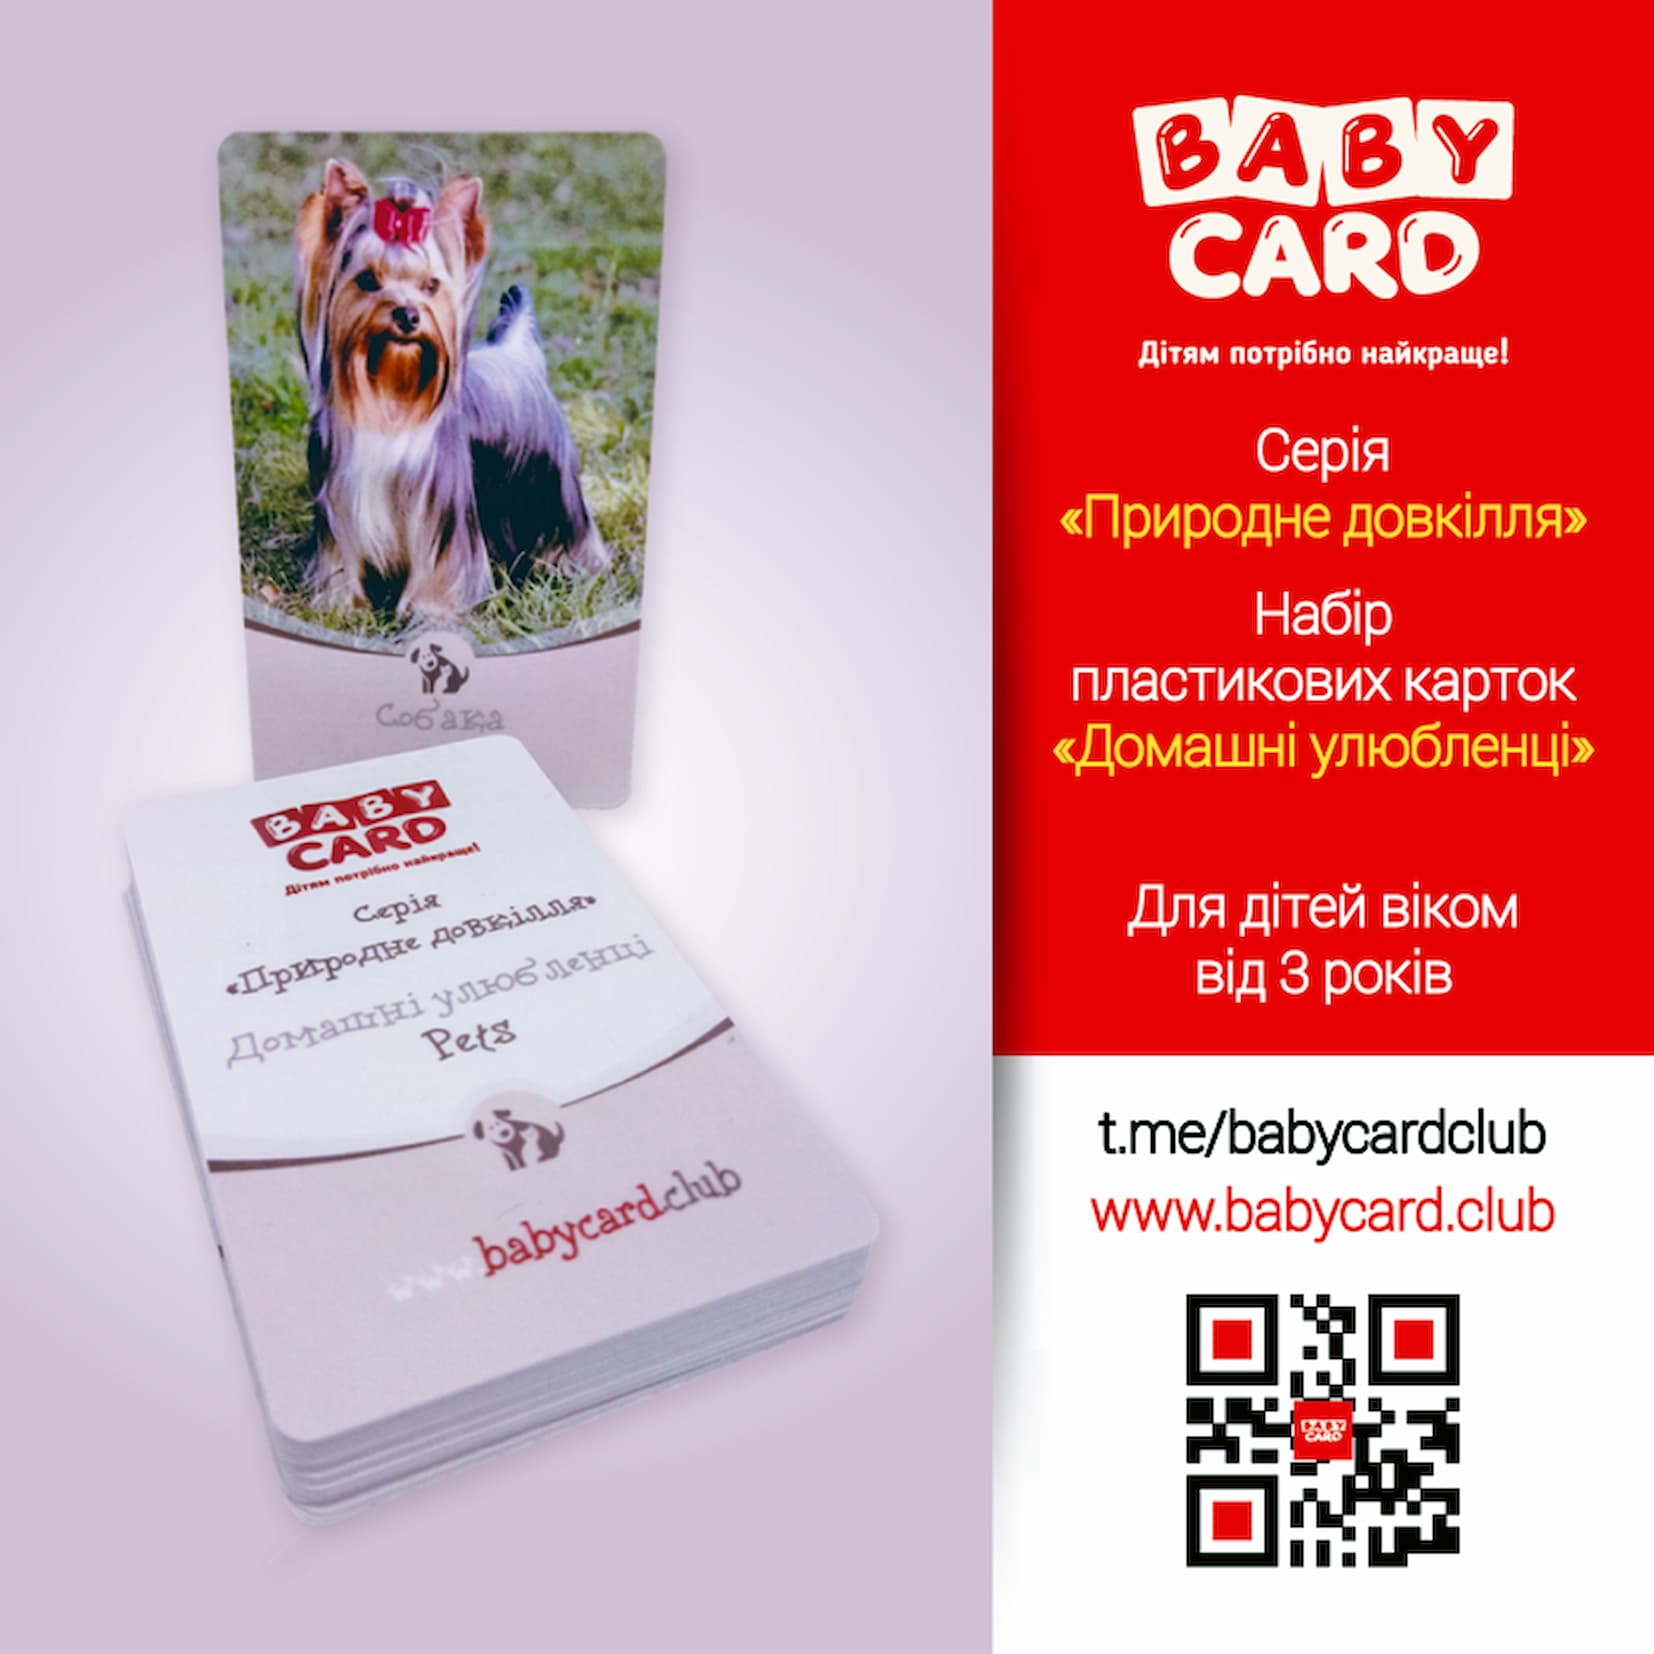 Собака
BABY
CARD
Дітям потрібно найкраще!
Серія
«Природне довкілля»
Домашні улюбленці
Pets
www.babycard.club
BABY
CARD
Дітям потрібно найкраще!
Серія
«Природне довкілля»
Набір
пластикових карток
«Домашні улюбленці»
Для дітей віком
від 3 років
t.me/babycardclub
www.babycard.club
BABY
CARD